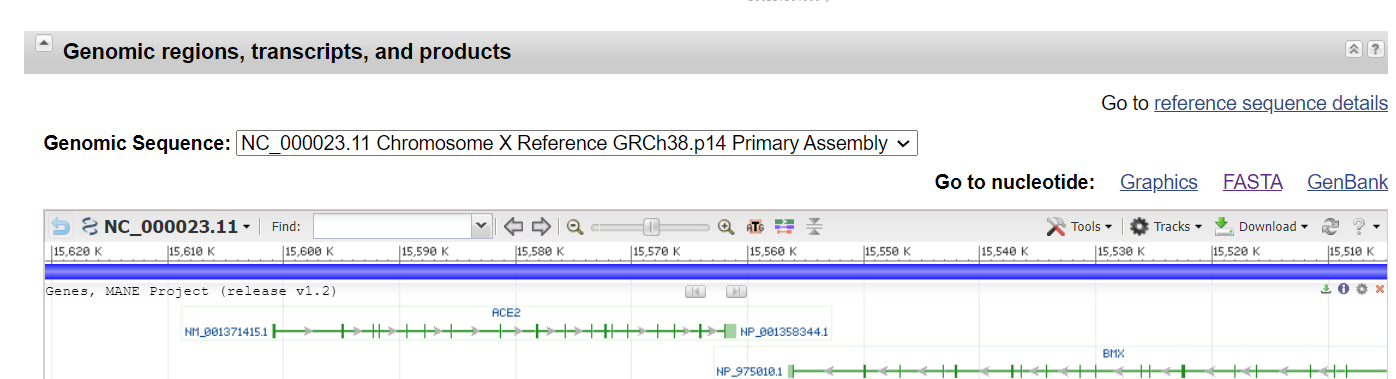 Genomic regions, transcripts, and products
?
Go to reference sequence details
Genomic Sequence: NC_000023.11 Chromosome X Reference GRCh38.p14 Primary Assembly
Go to nucleotide: Graphics FASTA GenBank
NC_000023.11 Find: ATG Tools Tracks Download ?
15,620 K 15,610 K 15,600 K 15,590 K 15,580 K 15,570 K 15,560 K 15,550 K 15,540 K 15,530 K 15,520 K 15,510 K
Genes, MANE Project (release v1.2)
ACE2
NM_001371415.1 NP_001358344.1
BMX
NP_975010.1